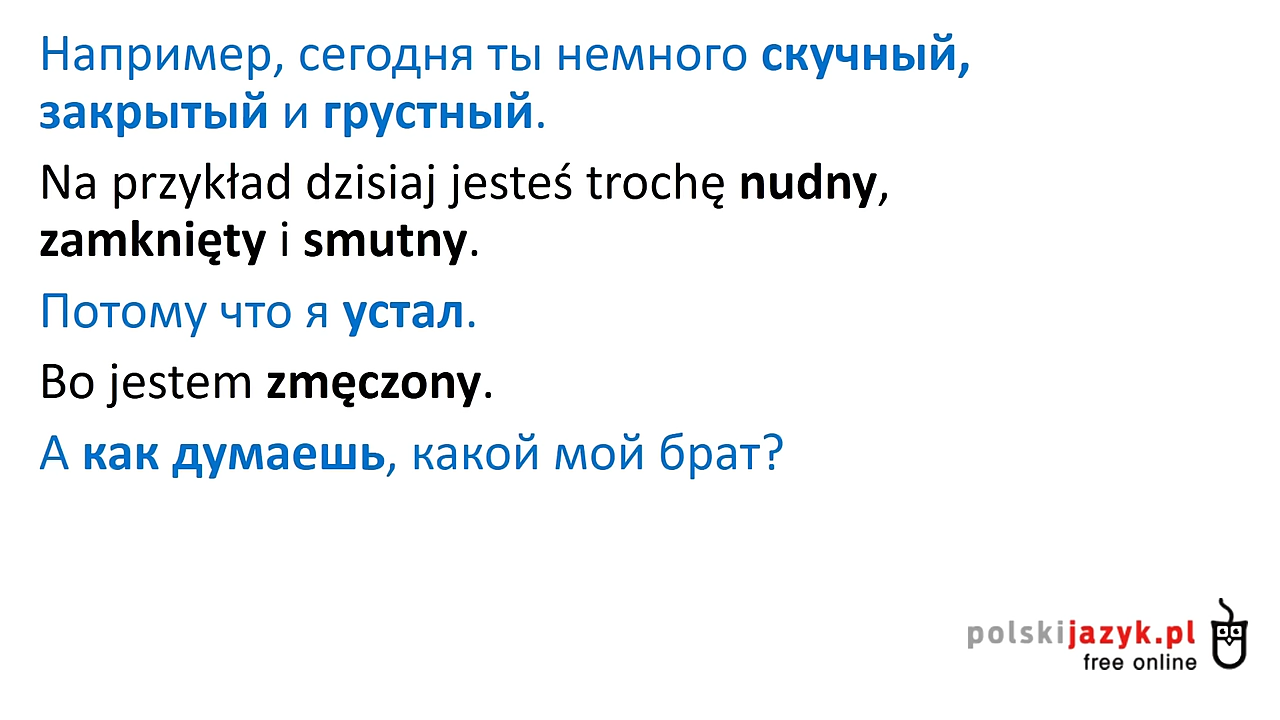 Например, сегодня ты немного скучный,
закрытый и грустный.
Na przykład dzisiaj jesteś trochę nudny,
zamknięty i smutny.
Потому что я устал.
Bo jestem zmęczony.
А как думаешь, какой мой брат?
polskijazyk.pl
free online